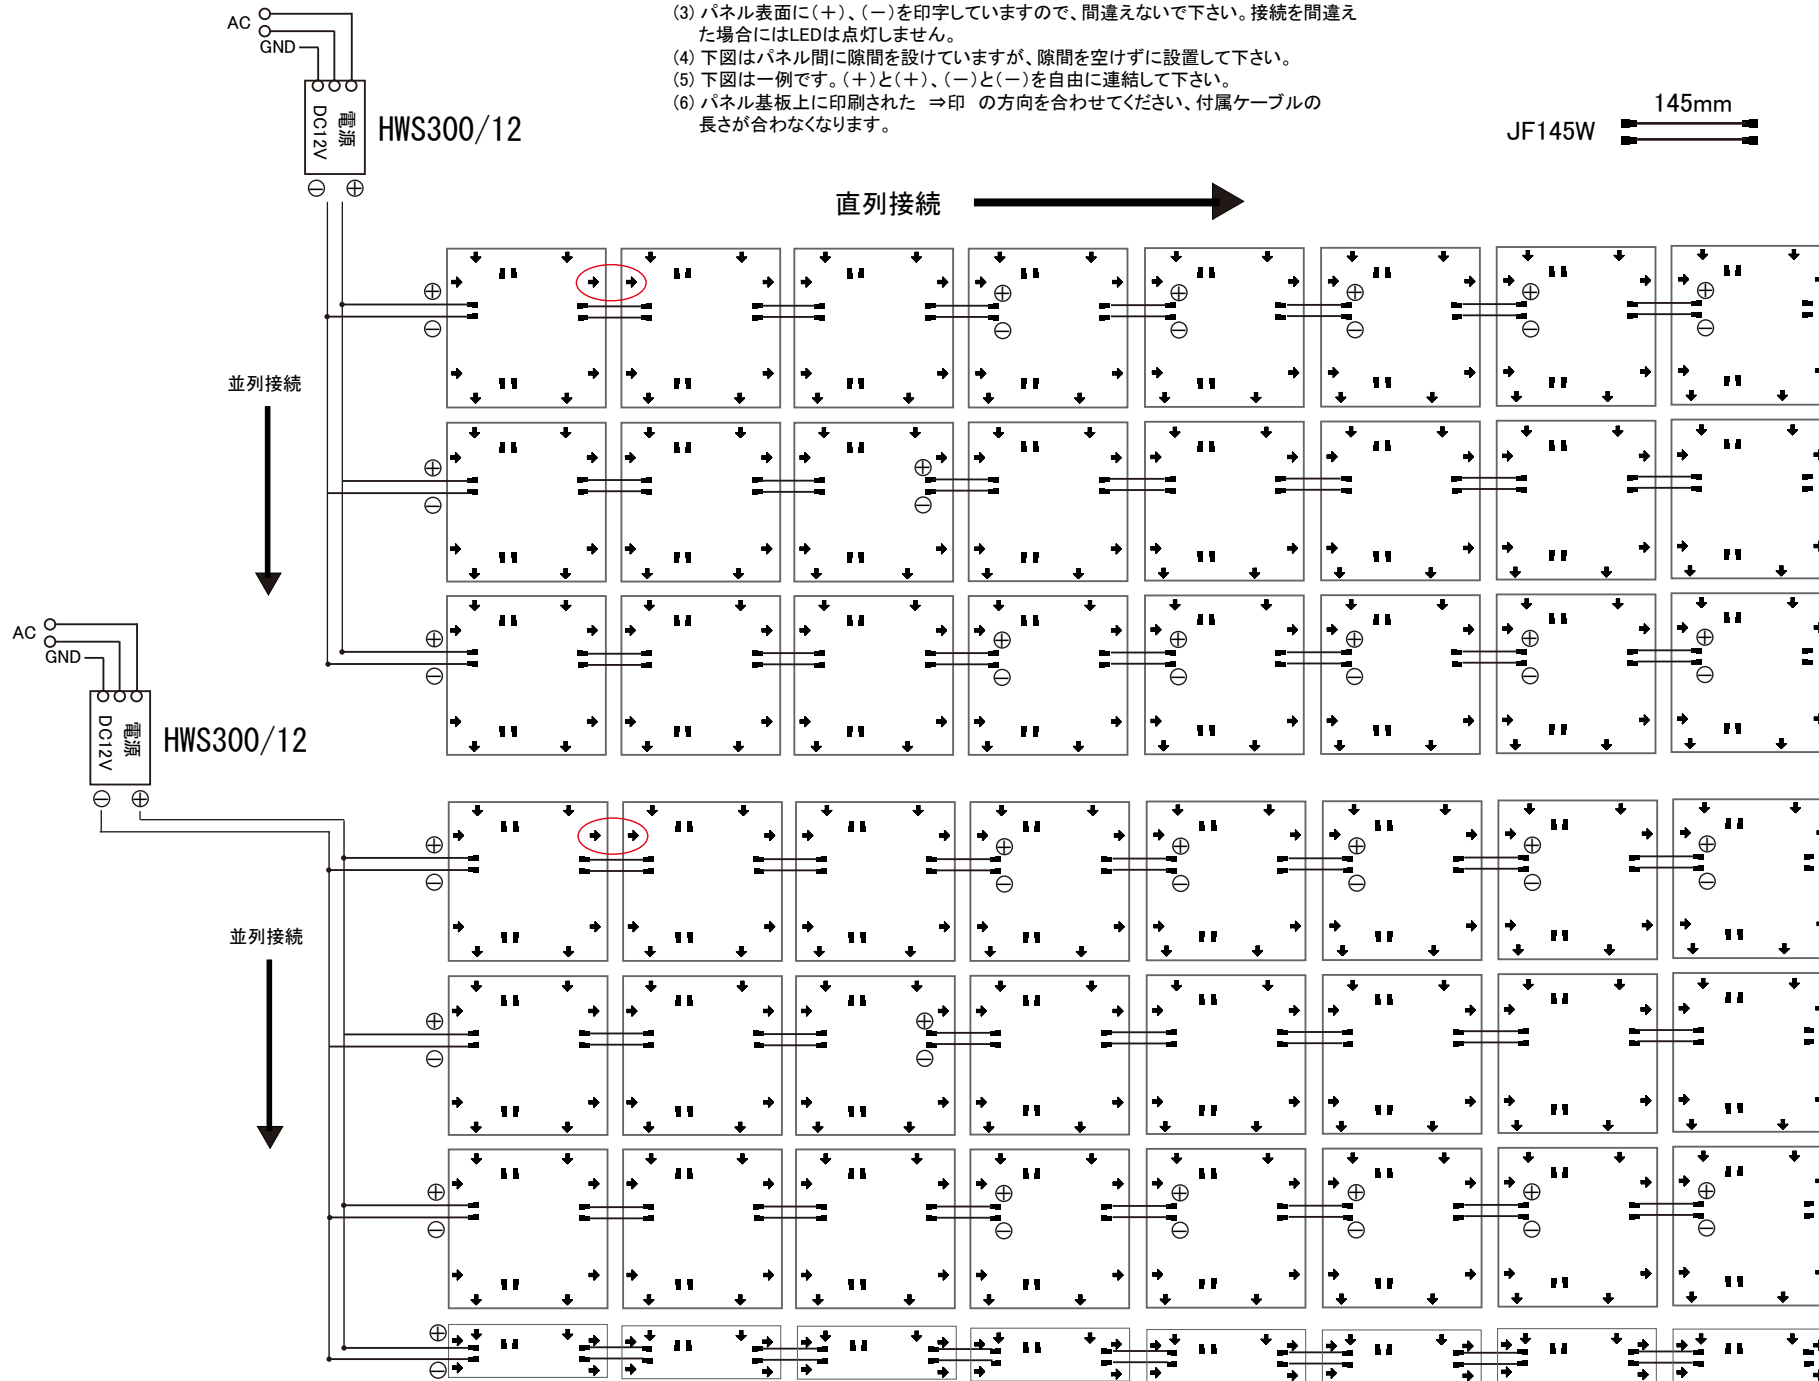 (3) パネル表面に(＋)、(－)を印字していますので、間違えないで下さい。接続を間違え
た場合にはLEDは点灯しません。
(4) 下図はパネル間に隙間を設けていますが、隙間を空けずに設置して下さい。
(5) 下図は一例です。(＋)と(＋)、(－)と(－)を自由に連結して下さい。
(6) パネル基板上に印刷された ⇒印 の方向を合わせてください、付属ケーブルの
長さが合わなくなります。
AC
GND
電源
DC12V
HWS300/12
145mm
JF145W
直列接続
並列接続
AC
GND
電源
DC12V
HWS300/12
並列接続